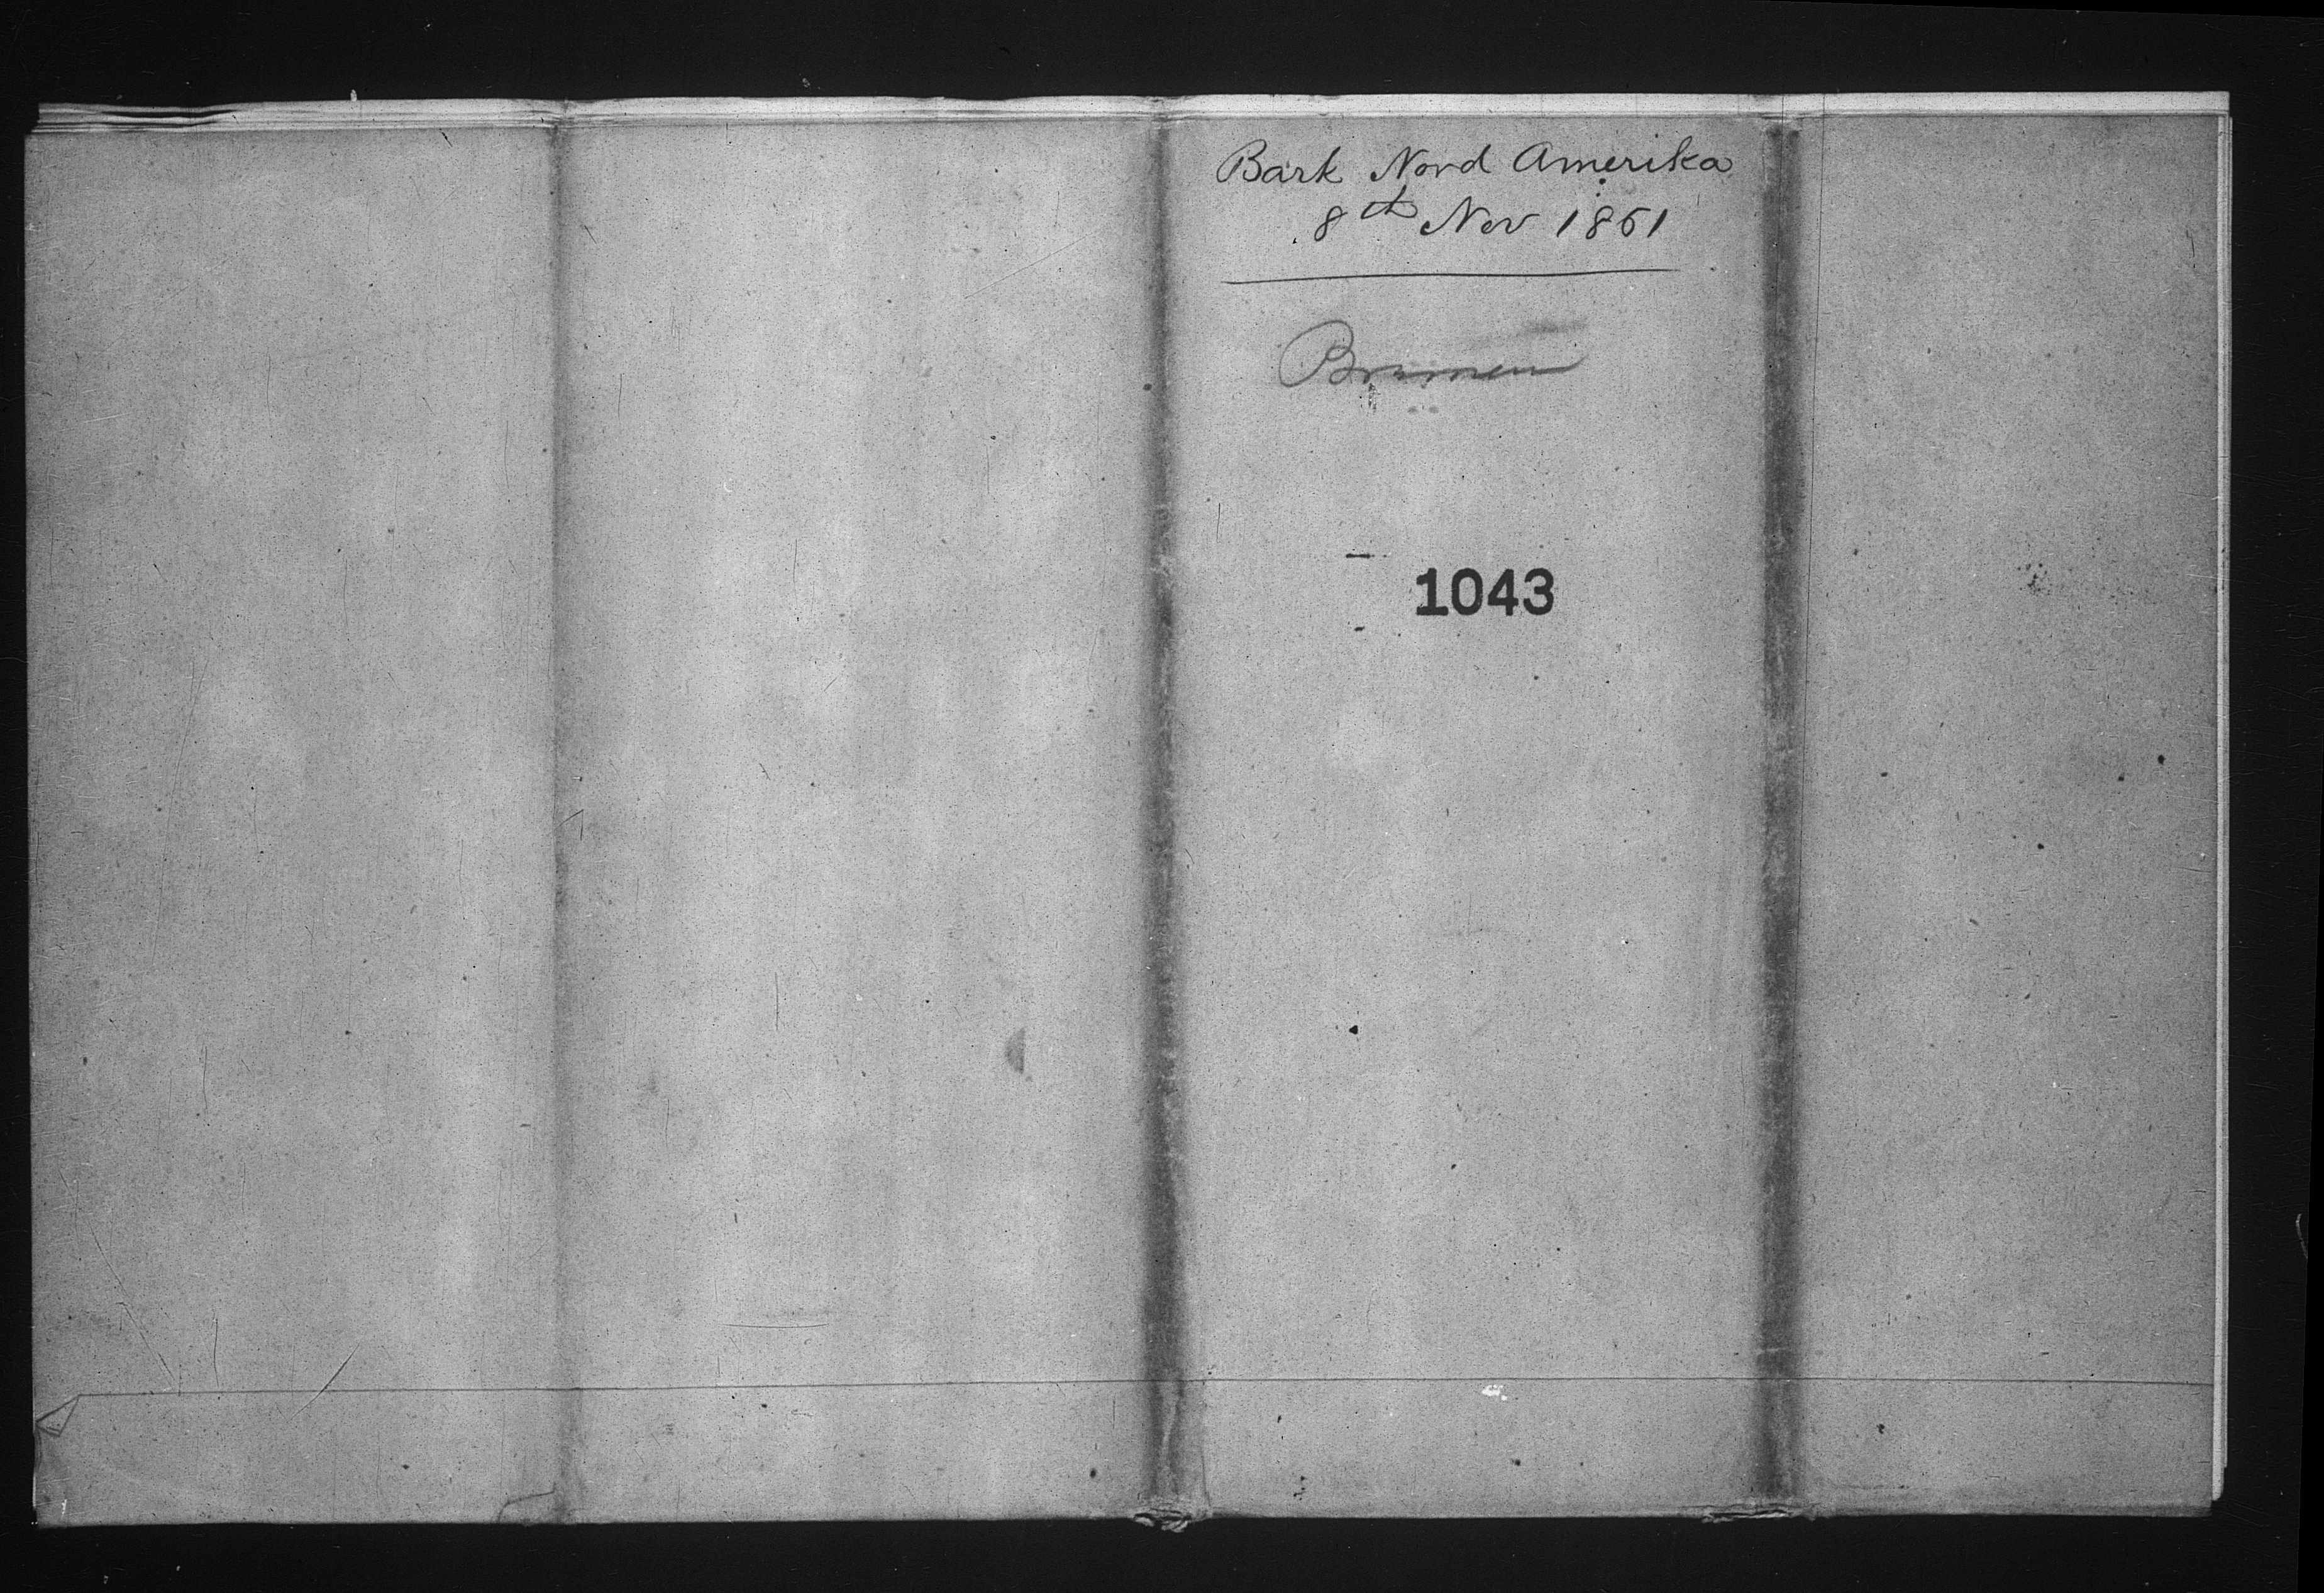 Bark Nord Amerika
8th Nov 1861
Bremen
1043